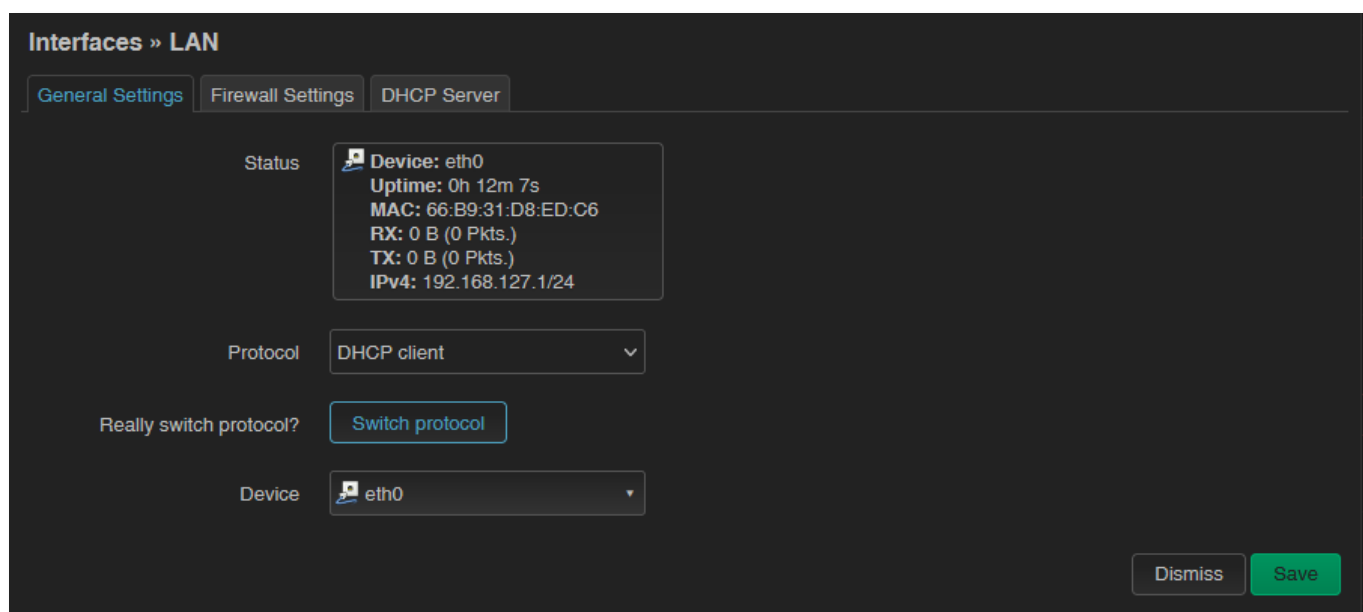 Interfaces » LAN
General Settings Firewall Settings DHCP Server
Status
Device: eth0
Uptime: 0h 12m 7s
MAC: 66:B9:31:D8:ED:C6
RX: 0 B (0 Pkts.)
TX: 0 B (0 Pkts.)
IPv4: 192.168.127.1/24
Protocol DHCP client
Really switch protocol? Switch protocol
Device eth0
Dismiss Save